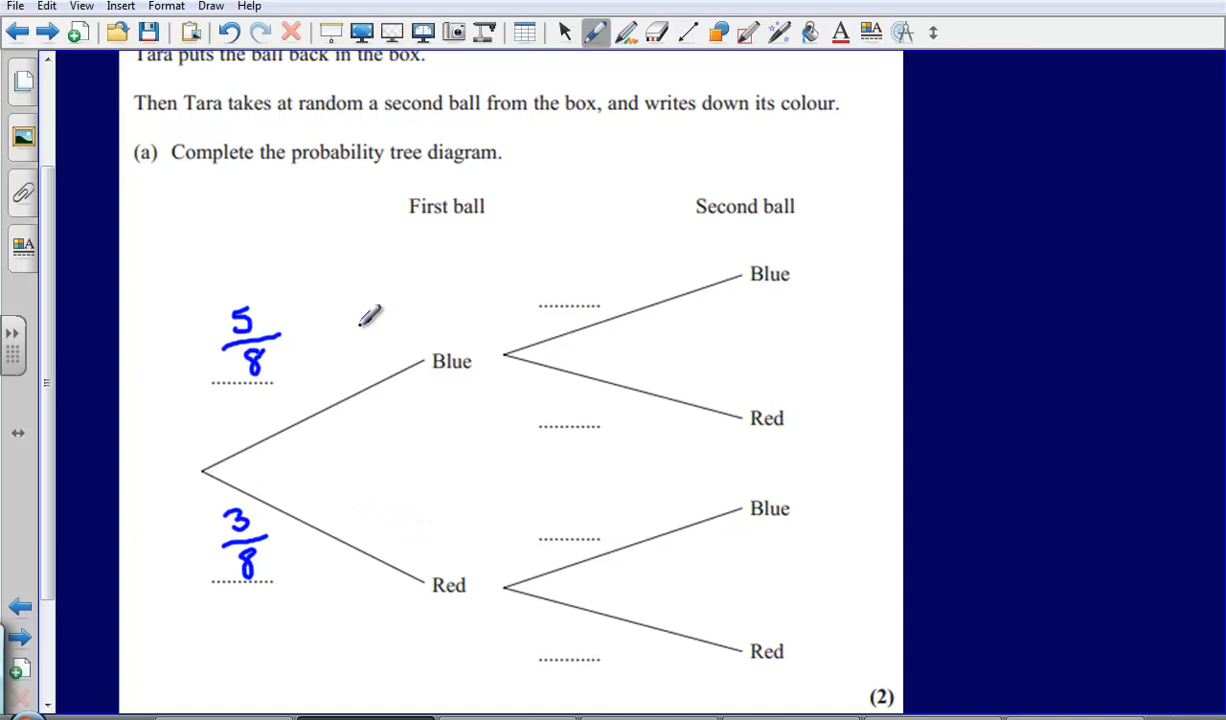 File Edit View Insert Format Draw Help
Tara puts the ball back in the box.
Then Tara takes at random a second ball from the box, and writes down its colour.
(a) Complete the probability tree diagram.
First ball Second ball
Blue
...........
5
8
...........
Blue
Red
...........
3
8
...........
Blue
...........
Red
Red
...........
(2)